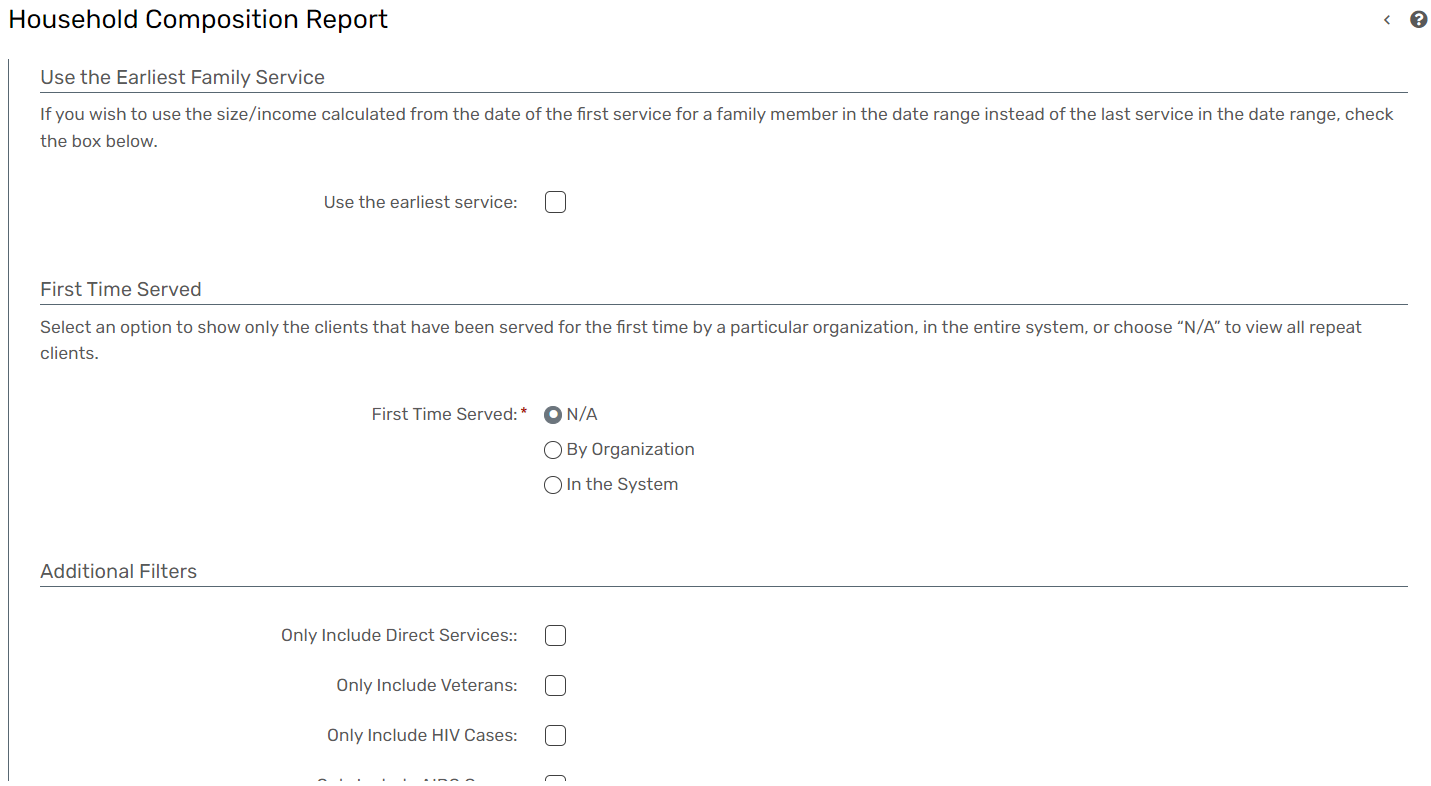 Household Composition Report
Use the Earliest Family Service
If you wish to use the size/income calculated from the date of the first service for a family member in the date range instead of the last service in the date range, check
the box below.
Use the earliest service:
First Time Served
Select an option to show only the clients that have been served for the first time by a particular organization, in the entire system, or choose “N/A” to view all repeat
clients.
First Time Served:* N/A
By Organization
In the System
Additional Filters
Only Include Direct Services::
Only Include Veterans:
Only Include HIV Cases: